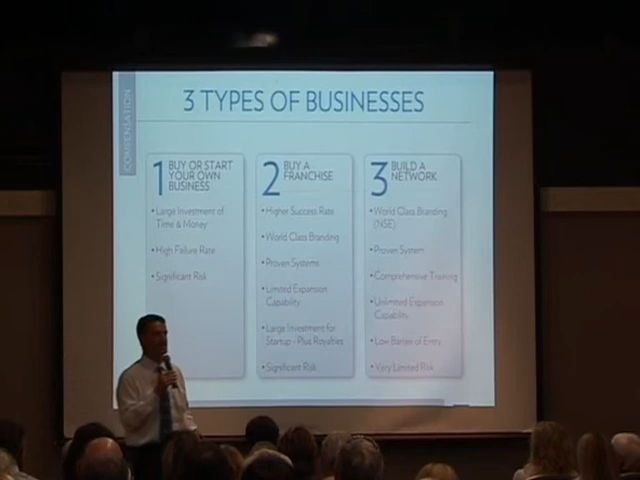 COMPENSATION
3 TYPES OF BUSINESSES
1 BUY OR START
YOUR OWN
BUSINESS
• Large Investment of
Time & Money
• High Failure Rate
• Significant Risk
2 BUY A
FRANCHISE
• Higher Success Rate
• World Class Branding
• Proven Systems
• Limited Expansion
Capability
• Large Investment for
Startup - Plus Royalties
• Significant Risk
3 BUILD A
NETWORK
• World Class Branding
(NSE)
• Proven System
• Comprehensive Training
• Unlimited Expansion
Capability
• Low Barrier of Entry
• Very Limited Risk